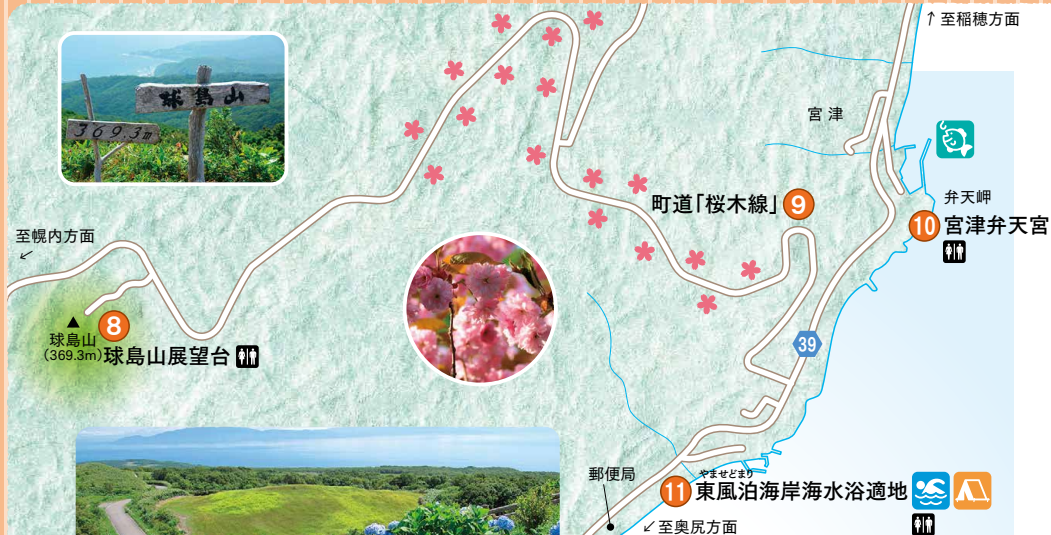 ↑至稲穂方面
球島山
369.3m
宮津
弁天岬
町道「桜木線」9
10 宮津弁天宮
至幌内方面
↙
▲
8
球島山
(369.3m)
球島山展望台
39
郵便局
やませどまり
11 東風泊海岸海水浴適地
↙至奥尻方面